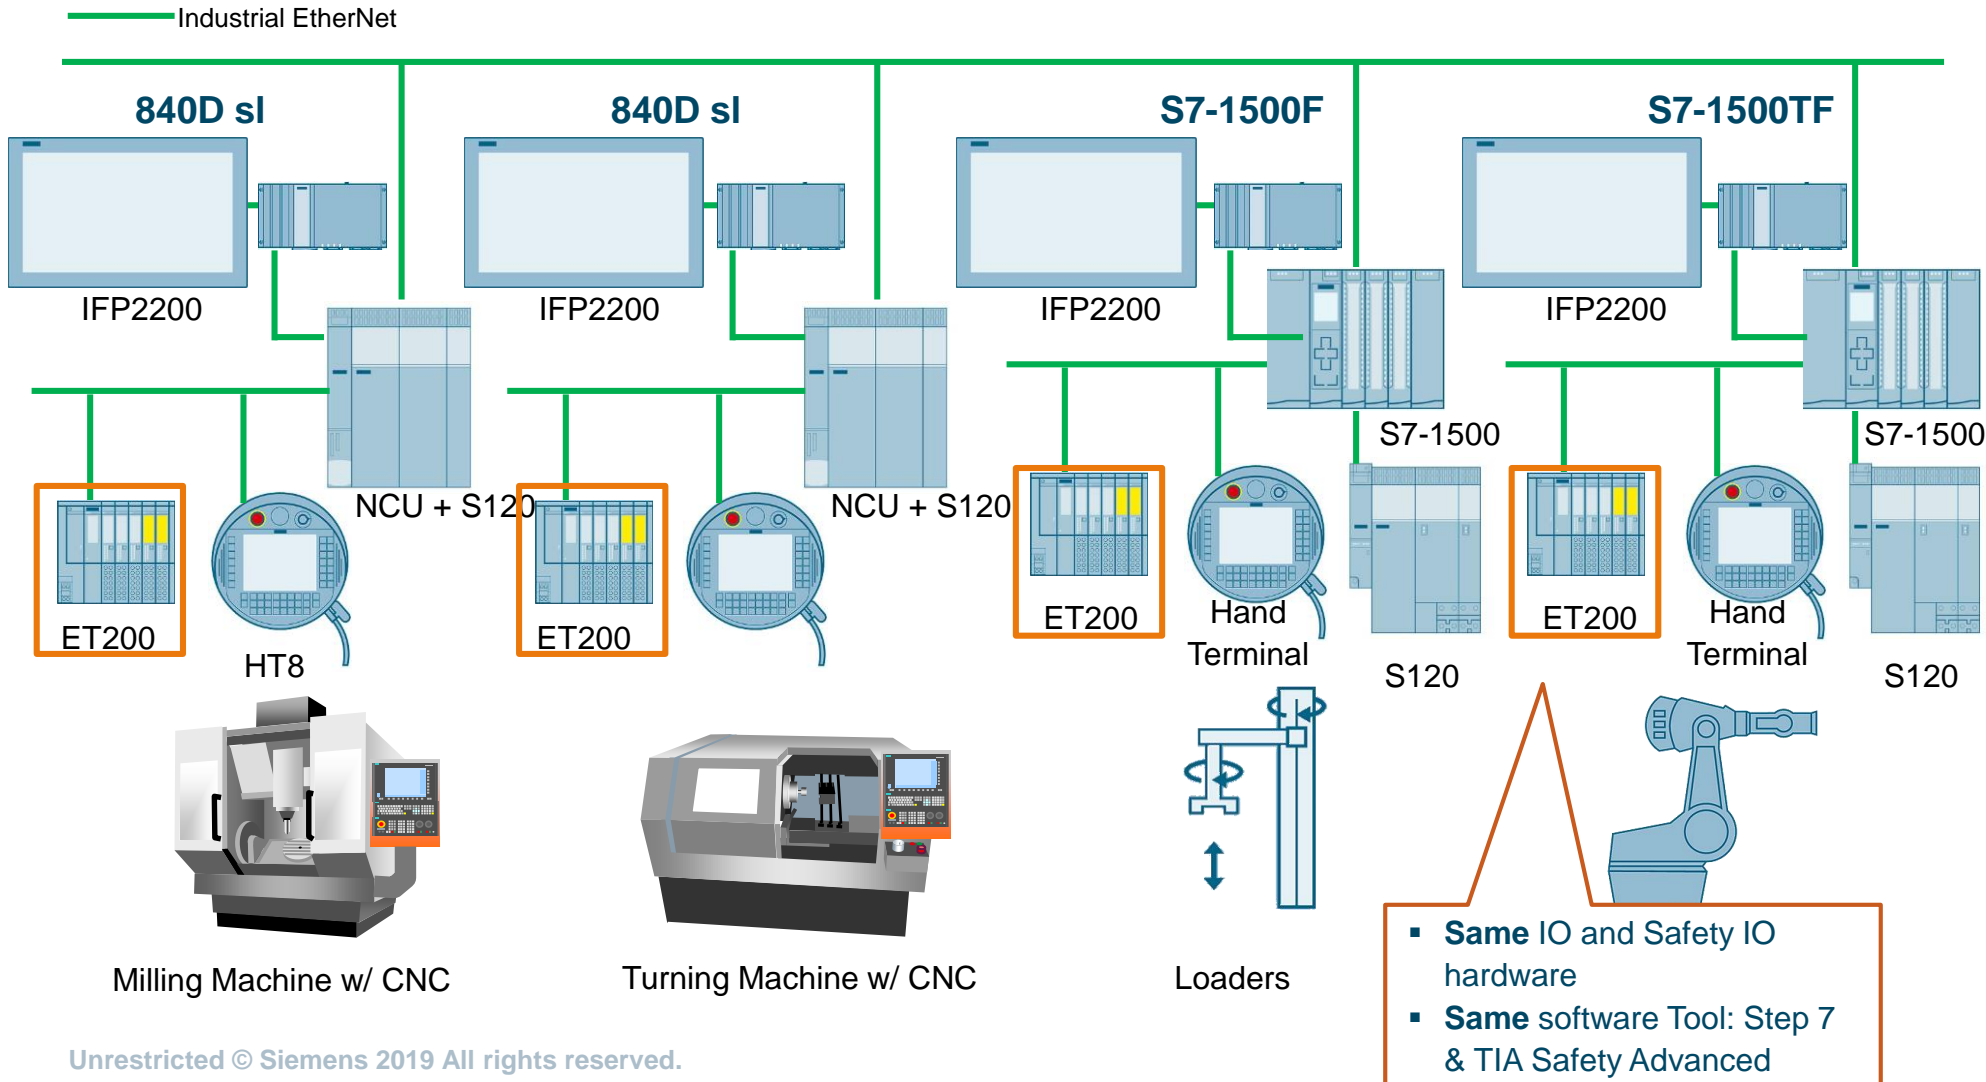 Industrial EtherNet
840D sl
840D sl
S7-1500F
S7-1500TF
IFP2200
IFP2200
IFP2200
IFP2200
S7-1500
S7-1500
NCU + S120
NCU + S120
ET200
HT8
ET200
ET200
Hand
Terminal
S120
ET200
Hand
Terminal
S120
Milling Machine w/ CNC
Turning Machine w/ CNC
Loaders
▪ Same IO and Safety IO
hardware
▪ Same software Tool: Step 7
& TIA Safety Advanced
Unrestricted © Siemens 2019 All rights reserved.